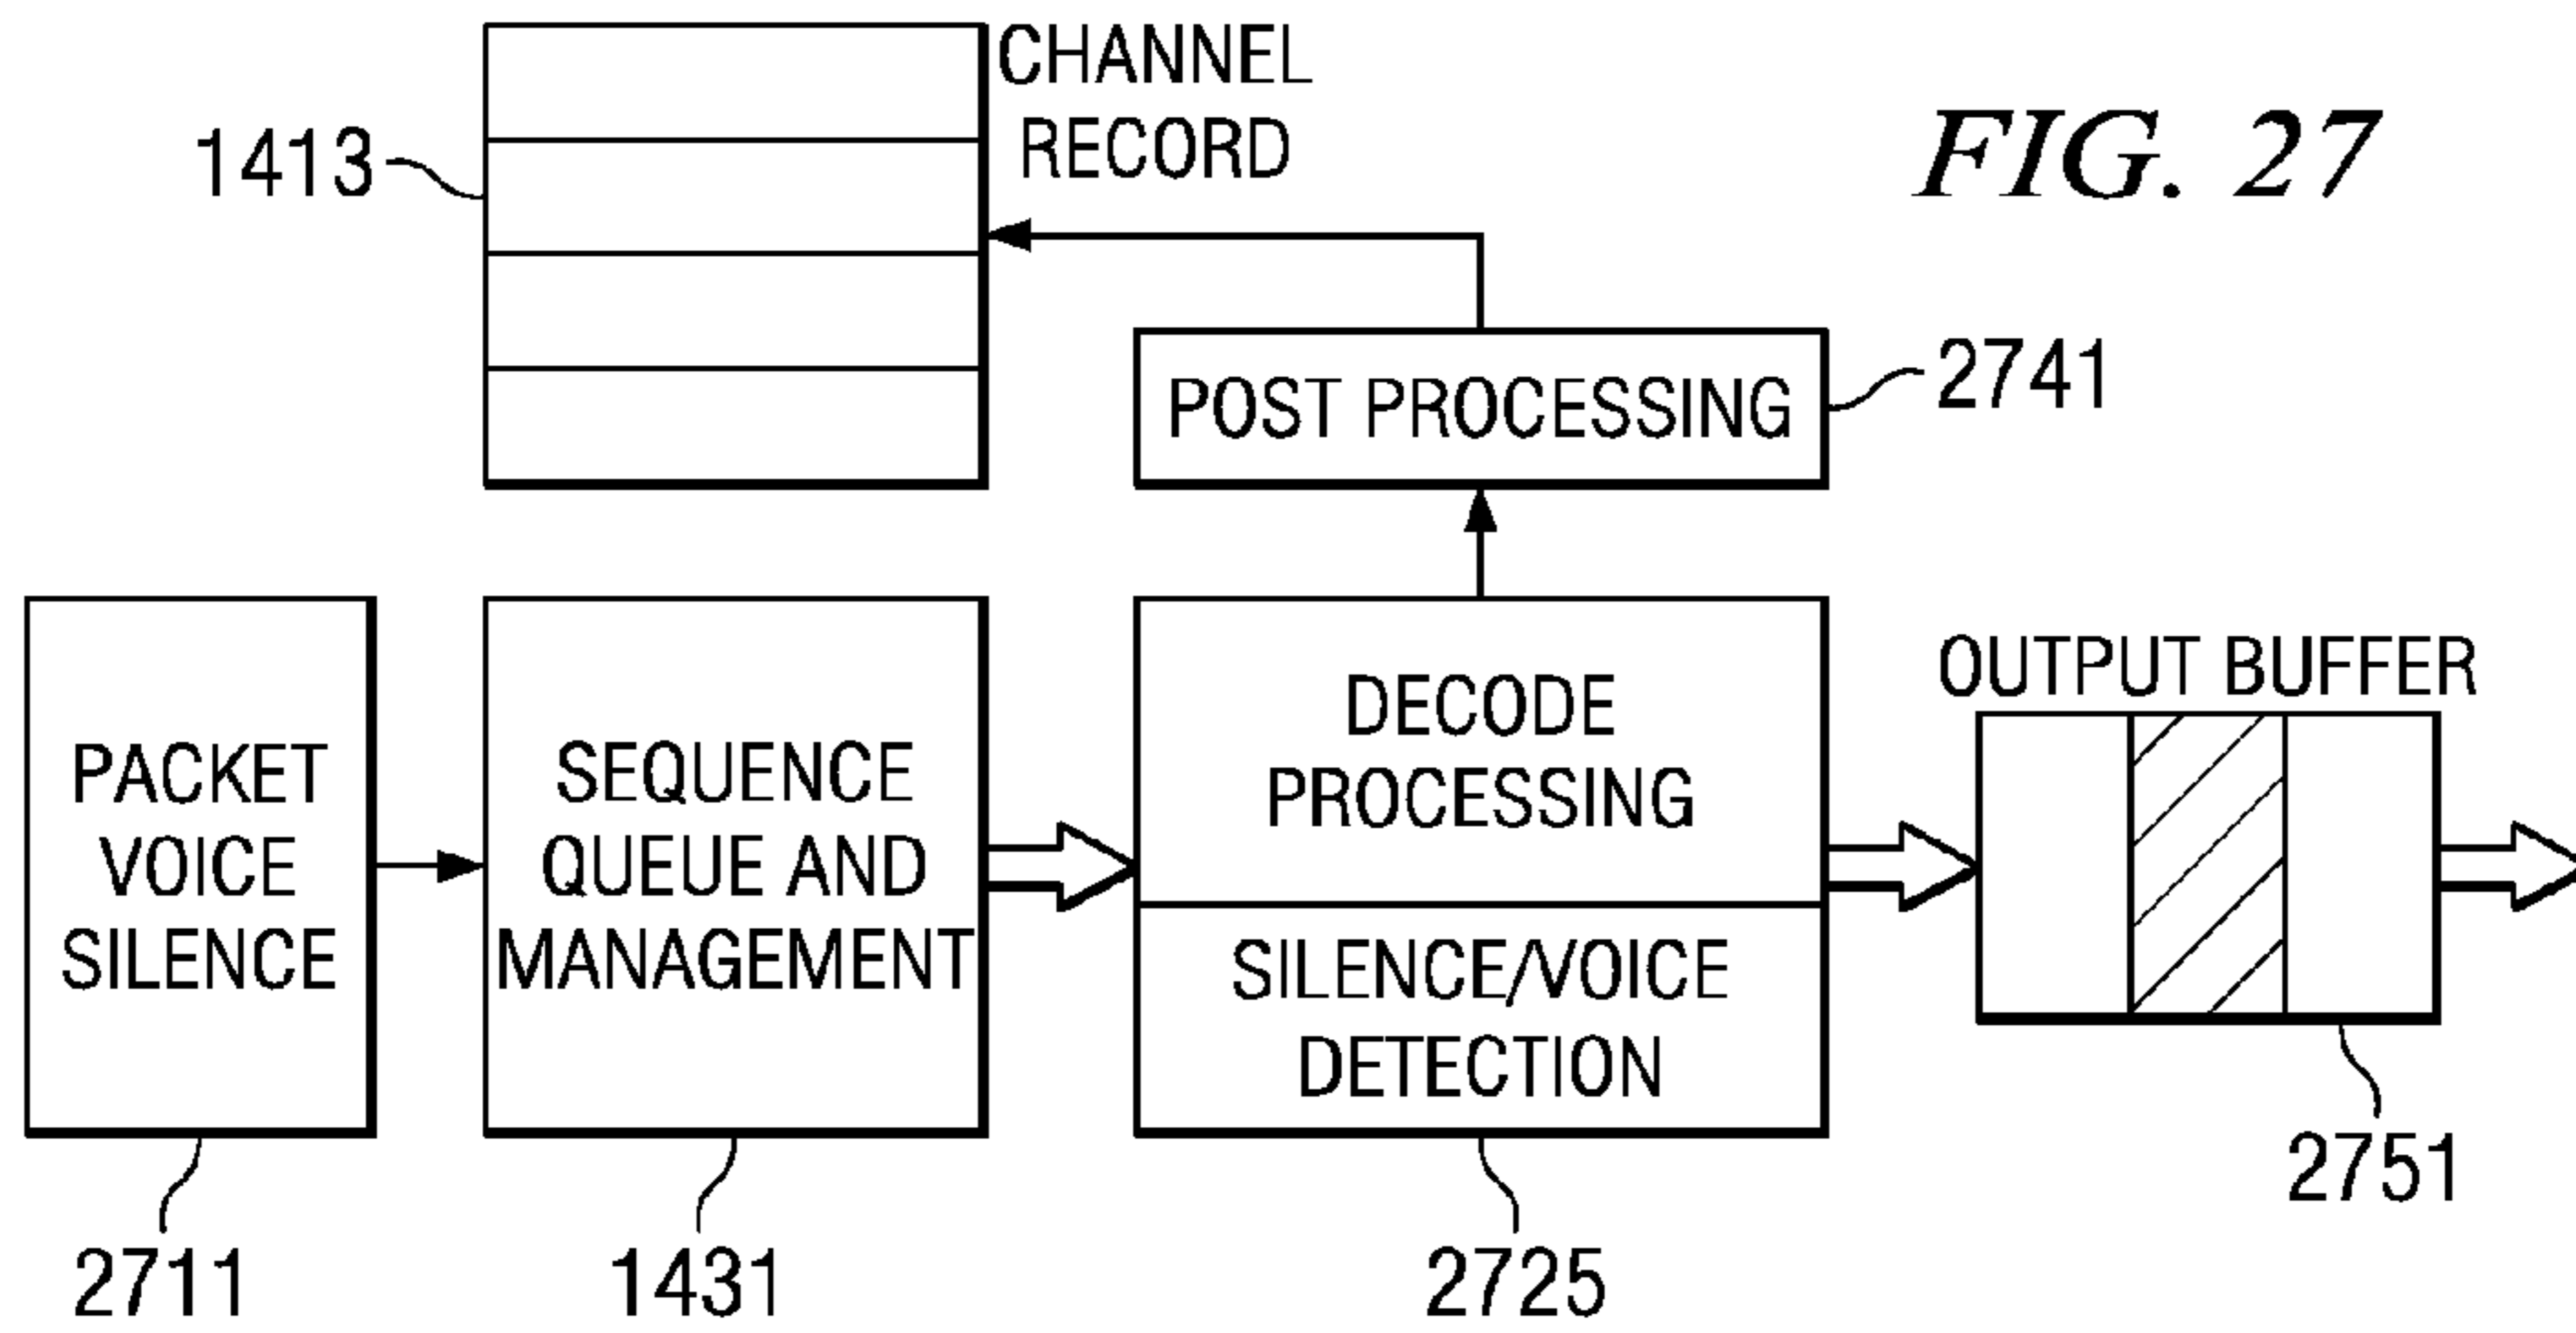 CHANNEL
RECORD
FIG. 27
1413
POST PROCESSING
2741
PACKET
VOICE
SILENCE
SEQUENCE
QUEUE AND
MANAGEMENT
DECODE
PROCESSING
SILENCE/VOICE
DETECTION
OUTPUT BUFFER
2751
2711
1431
2725